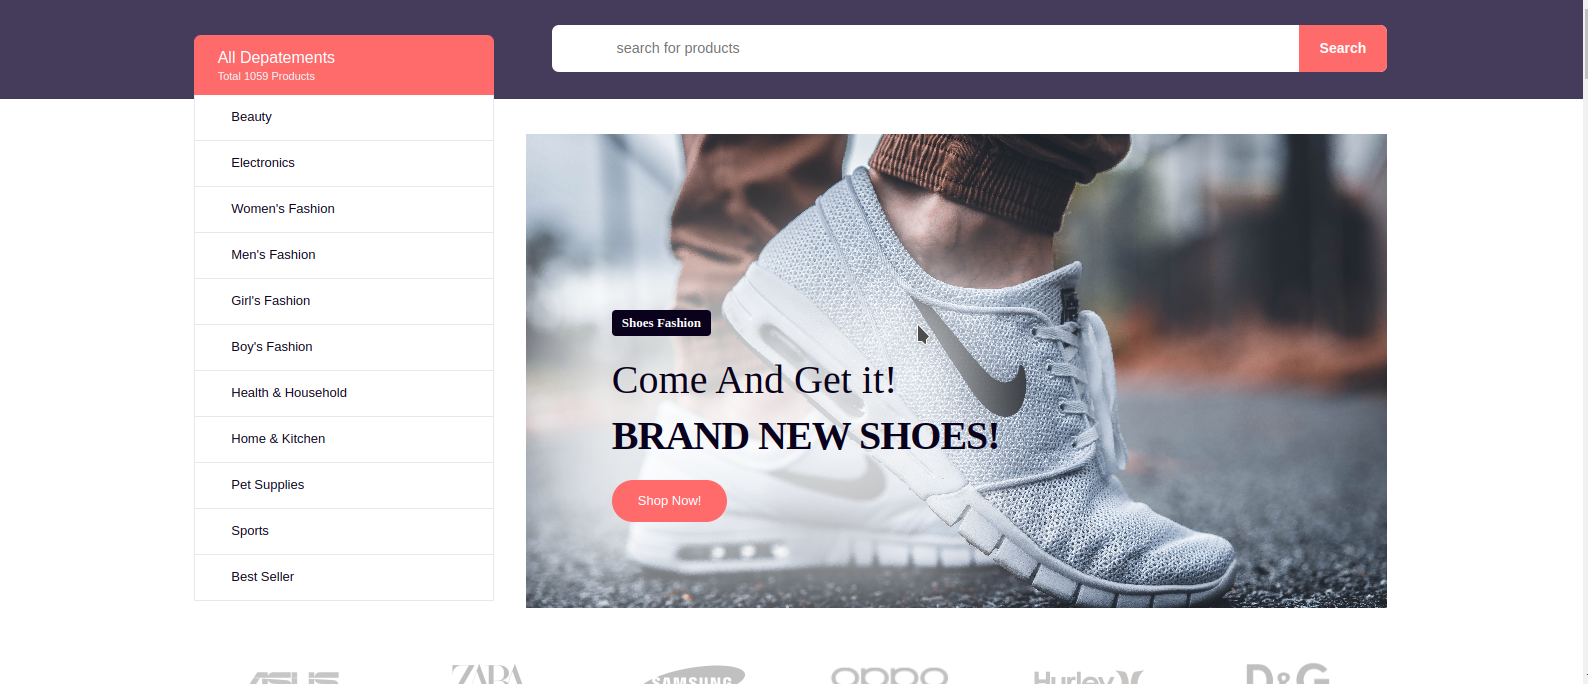 search for products
Search
All Depatements
Total 1059 Products
Beauty
Electronics
Women's Fashion
Men's Fashion
Girl's Fashion
Boy's Fashion
Health & Household
Home & Kitchen
Pet Supplies
Sports
Best Seller
Shoes Fashion
Come And Get it!
BRAND NEW SHOES!
Shop Now!
ASUS
ZARA
SAMSUNG
oppo
Hurley
D&G